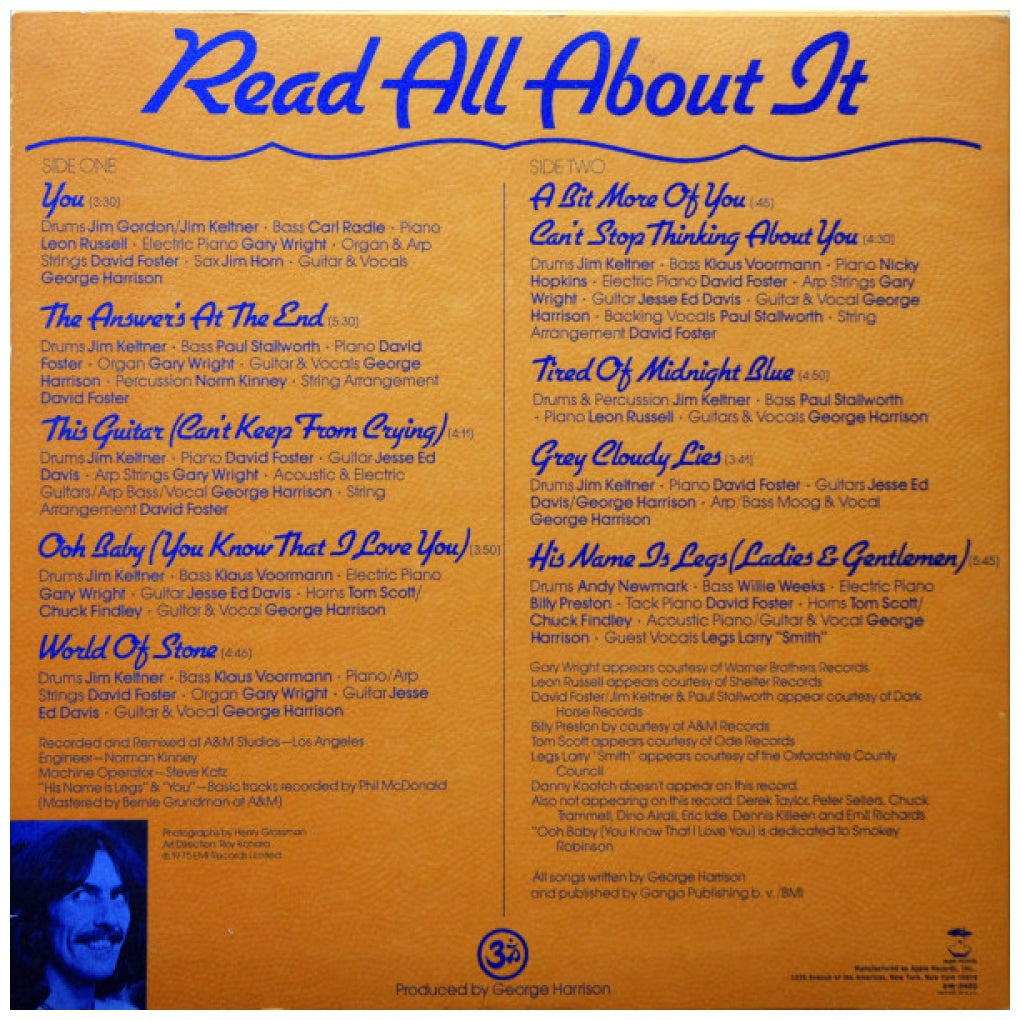 Read All About It
SIDE ONE
You (3:30)
Drums Jim Gordon/Jim Keltner · Bass Carl Radle · Piano
Leon Russell · Electric Piano Gary Wright · Organ & Arp
Strings David Foster · Sax Jim Horn · Guitar & Vocals
George Harrison
The Answer's At The End (5:30)
Drums Jim Keltner · Bass Paul Stallworth · Piano David
Foster · Organ Gary Wright · Guitar & Vocals George
Harrison · Percussion Norm Kinney · String Arrangement
David Foster
This Guitar (Can't Keep From Crying) (4:11)
Drums Jim Keltner · Piano David Foster · Guitar Jesse Ed
Davis · Arp Strings Gary Wright · Acoustic & Electric
Guitars/Arp Bass/Vocal George Harrison · String
Arrangement David Foster
Ooh Baby (You Know That I Love You) (3:50)
Drums Jim Keltner · Bass Klaus Voormann · Electric Piano
Gary Wright · Guitar Jesse Ed Davis · Horns Tom Scott/
Chuck Findley · Guitar & Vocal George Harrison
World Of Stone (4:46)
Drums Jim Keltner · Bass Klaus Voormann · Piano/Arp
Strings David Foster · Organ Gary Wright · Guitar Jesse
Ed Davis · Guitar & Vocal George Harrison
Recorded and Remixed at A&M Studios—Los Angeles
Engineer—Norman Kinney
Machine Operator—Steve Katz
"His Name is Legs" & "You"—Basic tracks recorded by Phil McDonald
(Mastered by Bernie Grundman at A&M)
Photographs by Henry Grossman
Art Direction: Roy Kohara
℗ 1975 EMI Records Limited
SIDE TWO
A Bit More Of You (:45)
Can't Stop Thinking About You (4:30)
Drums Jim Keltner · Bass Klaus Voormann · Piano Nicky
Hopkins · Electric Piano David Foster · Arp Strings Gary
Wright · Guitar Jesse Ed Davis · Guitar & Vocal George
Harrison · Backing Vocals Paul Stallworth · String
Arrangement David Foster
Tired Of Midnight Blue (4:50)
Drums & Percussion Jim Keltner · Bass Paul Stallworth
· Piano Leon Russell · Guitars & Vocals George Harrison
Grey Cloudy Lies (3:41)
Drums Jim Keltner · Piano David Foster · Guitars Jesse Ed
Davis/George Harrison · Arp/Bass Moog & Vocal
George Harrison
His Name Is Legs (Ladies & Gentlemen) (5:45)
Drums Andy Newmark · Bass Willie Weeks · Electric Piano
Billy Preston · Tack Piano David Foster · Horns Tom Scott/
Chuck Findley · Acoustic Piano/Guitar & Vocal George
Harrison · Guest Vocals Legs Larry "Smith"
Gary Wright appears courtesy of Warner Brothers Records
Leon Russell appears courtesy of Shelter Records
David Foster/Jim Keltner & Paul Stallworth appear courtesy of Dark
Horse Records
Billy Preston by courtesy of A&M Records
Tom Scott appears courtesy of Ode Records
Legs Larry "Smith" appears courtesy of the Oxfordshire County
Council
Danny Kootch doesn't appear on this record.
Also not appearing on this record: Derek Taylor, Peter Sellers, Chuck
Trammell, Dino Airali, Eric Idle, Dennis Killeen and Emil Richards
"Ooh Baby (You Know That I Love You) is dedicated to Smokey
Robinson
All songs written by George Harrison
and published by Ganga Publishing b. v. /BMI
Produced by George Harrison
Manufactured by Apple Records, Inc.,